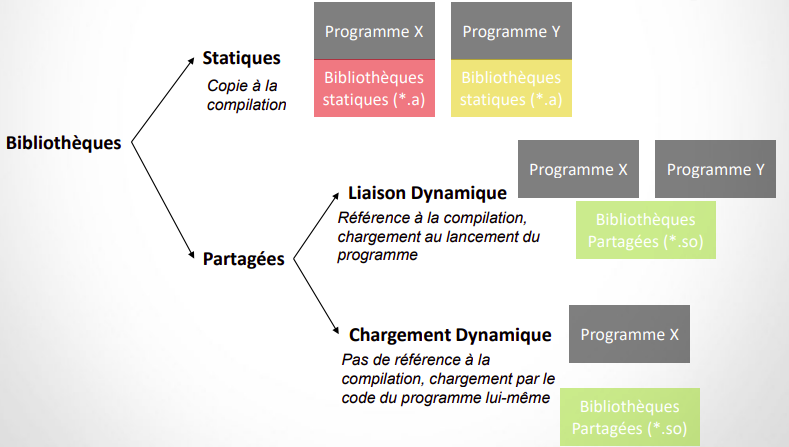 Programme X
Programme Y
Statiques
Copie à la
compilation
Bibliothèques
statiques (*.a)
Bibliothèques
statiques (*.a)
Bibliothèques
Programme X
Programme Y
Liaison Dynamique
Référence à la compilation,
chargement au lancement du
programme
Bibliothèques
Partagées (*.so)
Partagées
Chargement Dynamique
Pas de référence à la
compilation, chargement par le
code du programme lui-même
Programme X
Bibliothèques
Partagées (*.so)